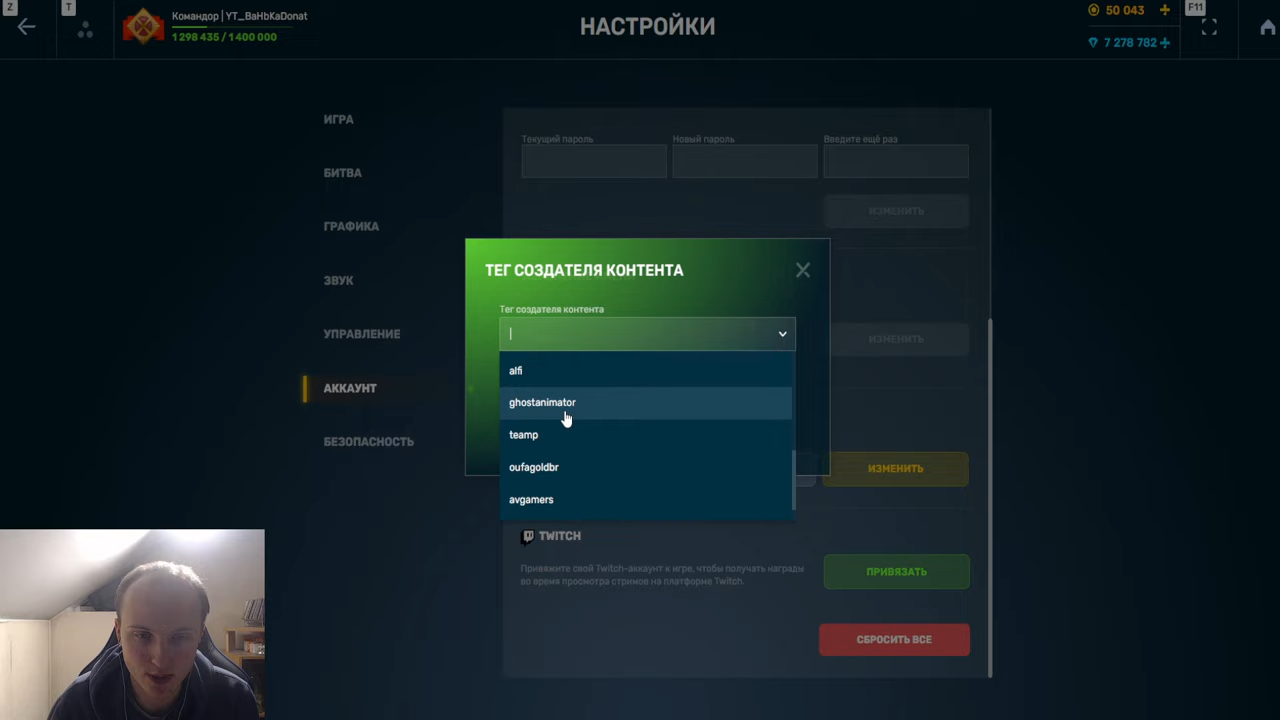 Z
T
Командор | YT_BaHbKaDonat
1 298 435 / 1 400 000
НАСТРОЙКИ
50 043 +
7 278 782 +
F11
ИГРА
БИТВА
ГРАФИКА
ЗВУК
УПРАВЛЕНИЕ
АККАУНТ
БЕЗОПАСНОСТЬ
Текущий пароль
Новый пароль
Введите ещё раз
ИЗМЕНИТЬ
ТЕГ СОЗДАТЕЛЯ КОНТЕНТА
Тег создателя контента
ИЗМЕНИТЬ
alfi
ghostanimator
teamp
oufagoldbr
avgamers
ИЗМЕНИТЬ
TWITCH
Привяжите свой Twitch-аккаунт к игре, чтобы получать награды
во время просмотра стримов на платформе Twitch.
ПРИВЯЗАТЬ
СБРОСИТЬ ВСЕ